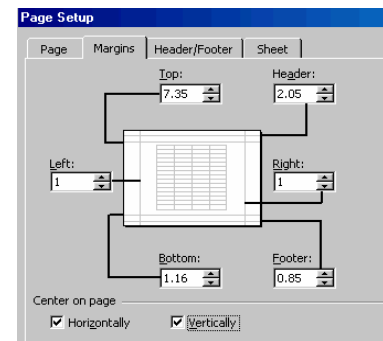 Page Setup
Page Margins Header/Footer Sheet
Top: Header:
7.35 2.05
Left: Right:
1 1
Bottom: Footer:
1.16 0.85
Center on page
Horizontally Vertically